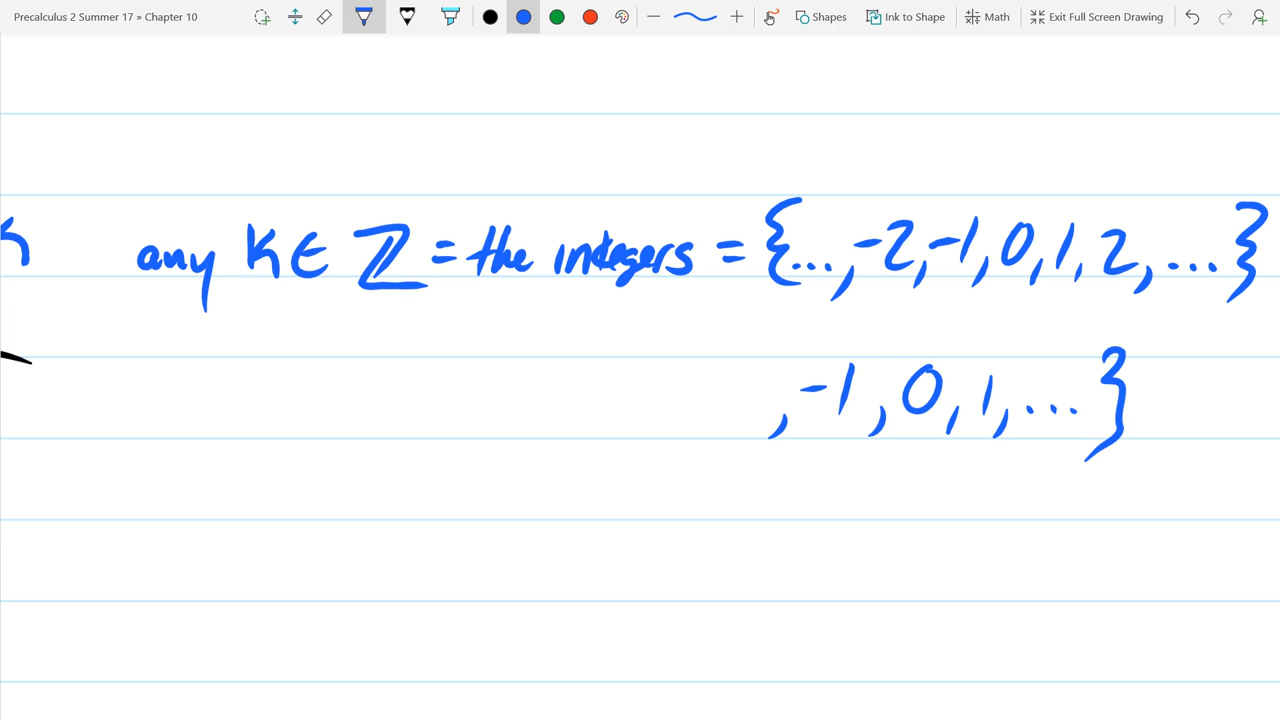 Precalculus 2 Summer 17 » Chapter 10 Shapes Ink to Shape Math Exit Full Screen Drawing
any K ∈ ℤ = the integers = {..., -2, -1, 0, 1, 2, ...}
, -1, 0, 1, ... }